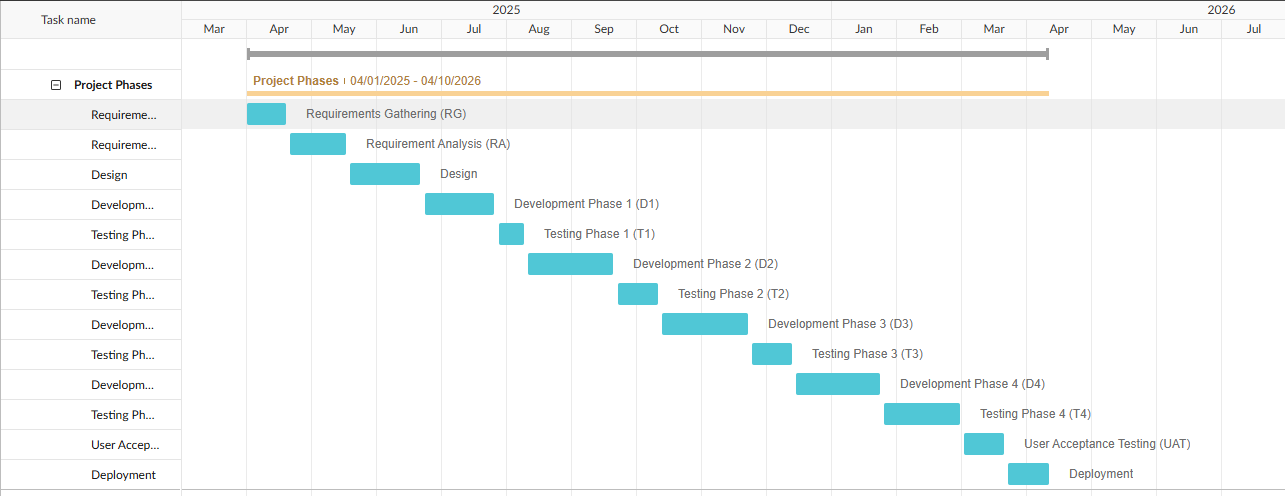 Task name
2025
2026
Mar Apr May Jun Jul Aug Sep Oct Nov Dec Jan Feb Mar Apr May Jun Jul
Project Phases
Project Phases 04/01/2025 - 04/10/2026
Requireme... Requirements Gathering (RG)
Requireme... Requirement Analysis (RA)
Design Design
Developm... Development Phase 1 (D1)
Testing Ph... Testing Phase 1 (T1)
Developm... Development Phase 2 (D2)
Testing Ph... Testing Phase 2 (T2)
Developm... Development Phase 3 (D3)
Testing Ph... Testing Phase 3 (T3)
Developm... Development Phase 4 (D4)
Testing Ph... Testing Phase 4 (T4)
User Accep... User Acceptance Testing (UAT)
Deployment Deployment